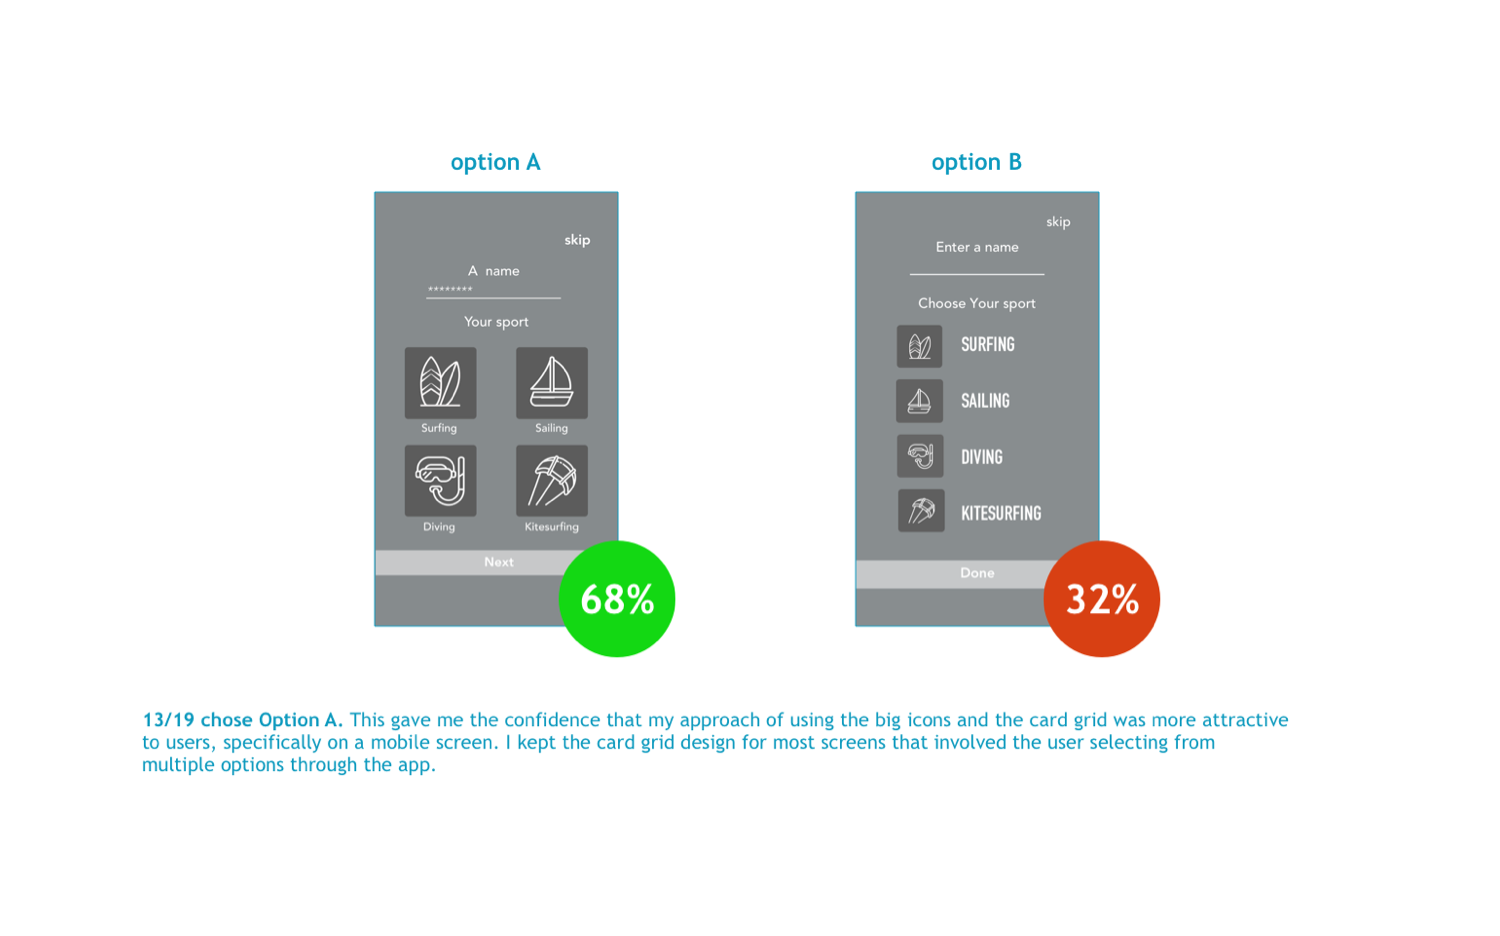 option A
skip
A name
********
Your sport
Surfing
Sailing
Diving
Kitesurfing
Next
68%
option B
skip
Enter a name
Choose Your sport
SURFING
SAILING
DIVING
KITESURFING
Done
32%
13/19 chose Option A. This gave me the confidence that my approach of using the big icons and the card grid was more attractive
to users, specifically on a mobile screen. I kept the card grid design for most screens that involved the user selecting from
multiple options through the app.